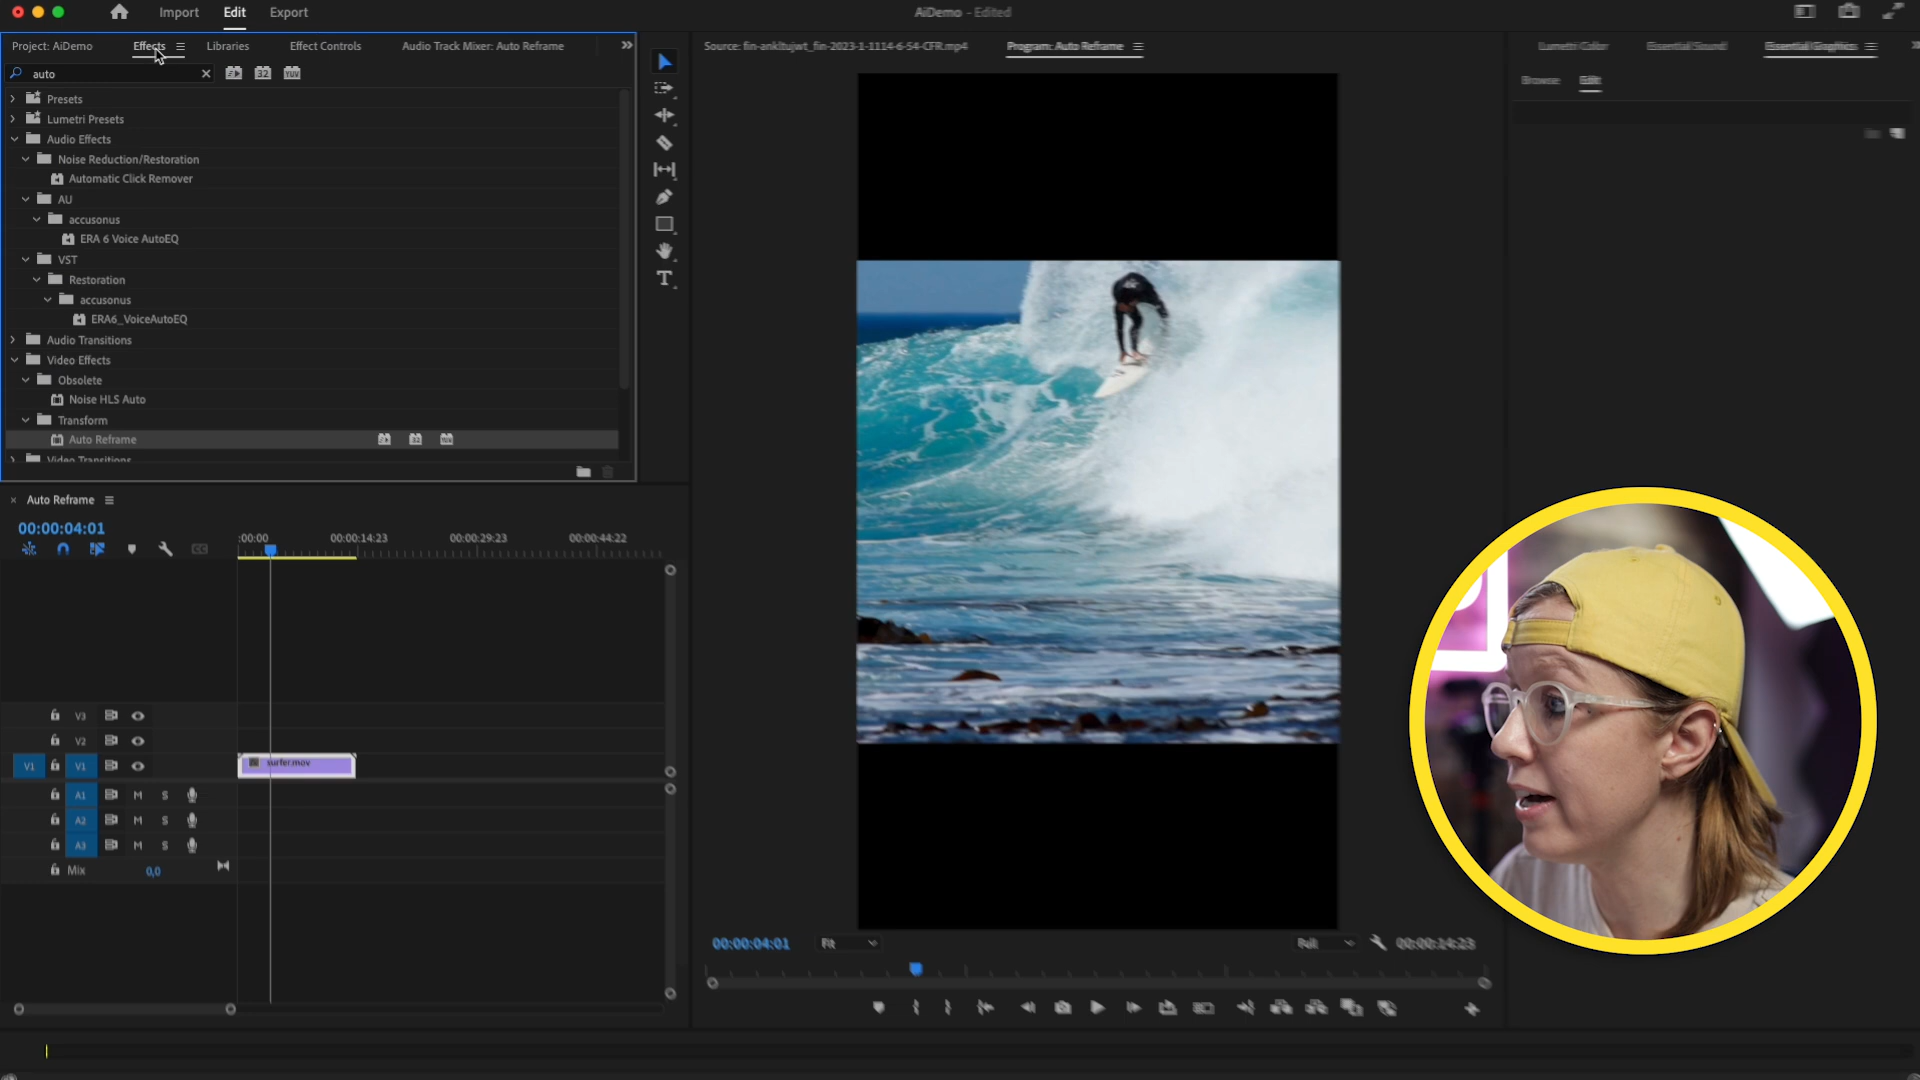 Import Edit Export
AiDemo - Edited
Project: AiDemo Effects Libraries Effect Controls Audio Track Mixer: Auto Reframe
Source: fin-ankltujwt_fin-2023-1-1114-6-54-CFR.mp4 Program: Auto Reframe
Lumetri Color Essential Sound Essential Graphics
Browse Edit
auto
32 YUV
Presets
Lumetri Presets
Audio Effects
Noise Reduction/Restoration
Automatic Click Remover
AU
accusonus
ERA 6 Voice AutoEQ
VST
Restoration
accusonus
ERA6_VoiceAutoEQ
Audio Transitions
Video Effects
Obsolete
Noise HLS Auto
Transform
Auto Reframe
Video Transitions
T
Auto Reframe
00:00:04:01
:00:00 00:00:14:23 00:00:29:23 00:00:44:22
V3
V2
V1 V1 surfer.mov
A1 M S
A2 M S
A3 M S
Mix 0,0
00:00:04:01 Fit Full 00:00:14:23